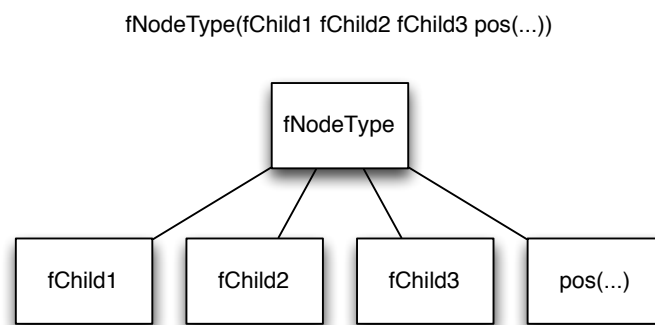 fNodeType(fChild1 fChild2 fChild3 pos(...))
fNodeType
fChild1
fChild2
fChild3
pos(...)